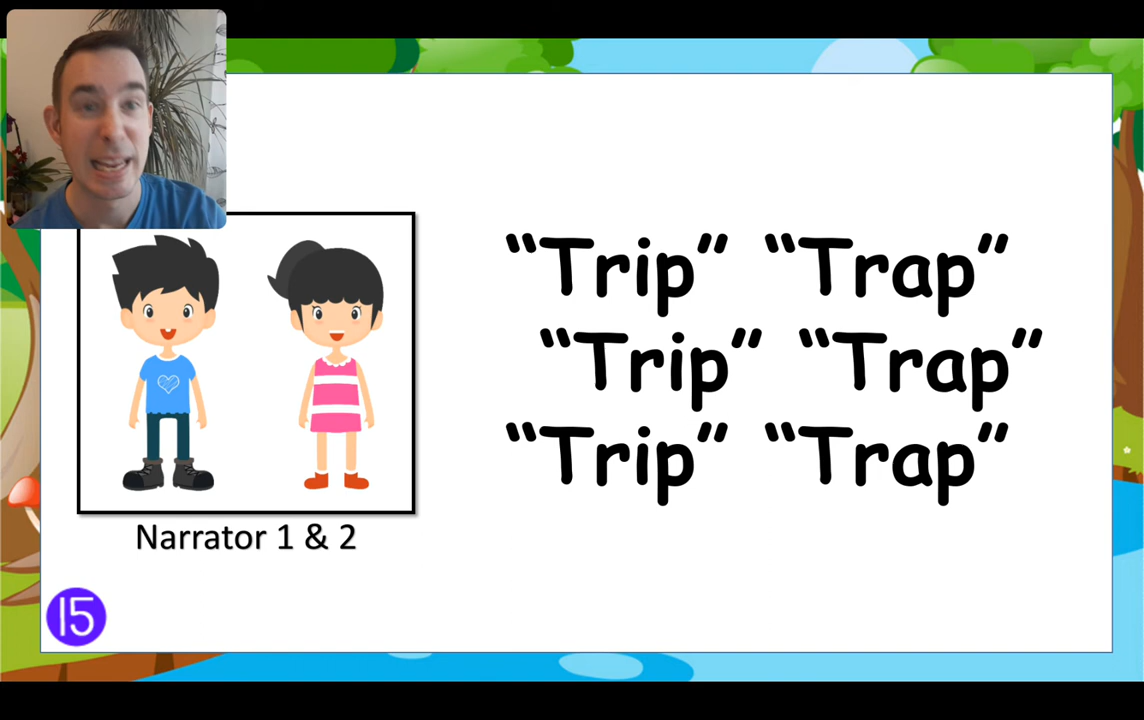 “Trip” “Trap”
“Trip” “Trap”
“Trip” “Trap”
Narrator 1 & 2
15